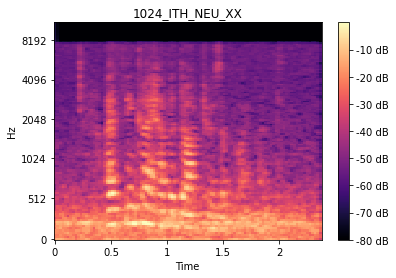 1024_ITH_NEU_XX
8192
4096
2048
1024
512
0
Hz
0
0.5
1
1.5
2
Time
-10 dB
-20 dB
-30 dB
-40 dB
-50 dB
-60 dB
-70 dB
-80 dB